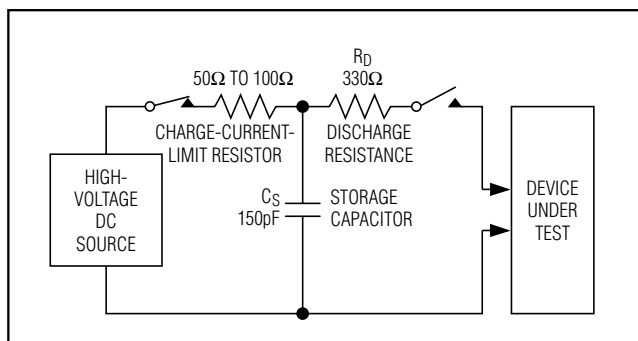 R_D
50Ω TO 100Ω
330Ω
CHARGE-CURRENT-
LIMIT RESISTOR
DISCHARGE
RESISTANCE
HIGH-
VOLTAGE
DC
SOURCE
C_S
150pF
STORAGE
CAPACITOR
DEVICE
UNDER
TEST